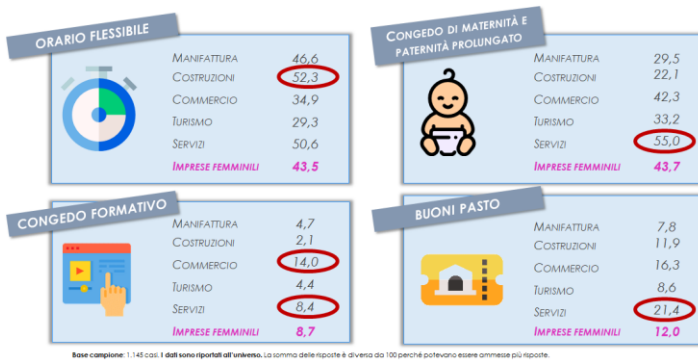 ORARIO FLESSIBILE
MANIFATTURA 46,6
COSTRUZIONI 52,3
COMMERCIO 34,9
TURISMO 29,3
SERVIZI 50,6
IMPRESE FEMMINILI 43,5
CONGEDO DI MATERNITÀ E
PATERNITÀ PROLUNGATO
MANIFATTURA 29,5
COSTRUZIONI 22,1
COMMERCIO 42,3
TURISMO 33,2
SERVIZI 55,0
IMPRESE FEMMINILI 43,7
CONGEDO FORMATIVO
MANIFATTURA 4,7
COSTRUZIONI 2,1
COMMERCIO 14,0
TURISMO 4,4
SERVIZI 8,4
IMPRESE FEMMINILI 8,7
BUONI PASTO
MANIFATTURA 7,8
COSTRUZIONI 11,9
COMMERCIO 16,3
TURISMO 8,6
SERVIZI 21,4
IMPRESE FEMMINILI 12,0
Base campione: 1.145 casi. I dati sono riportati all'universo. La somma delle risposte è diversa da 100 perché potevano essere ammesse più risposte.